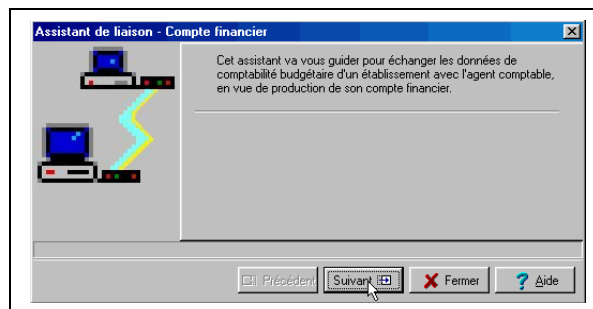 Assistant de liaison - Compte financier
Cet assistant va vous guider pour échanger les données de
comptabilité budgétaire d'un établissement avec l'agent comptable,
en vue de production de son compte financier.
Précédent Suivant Fermer Aide